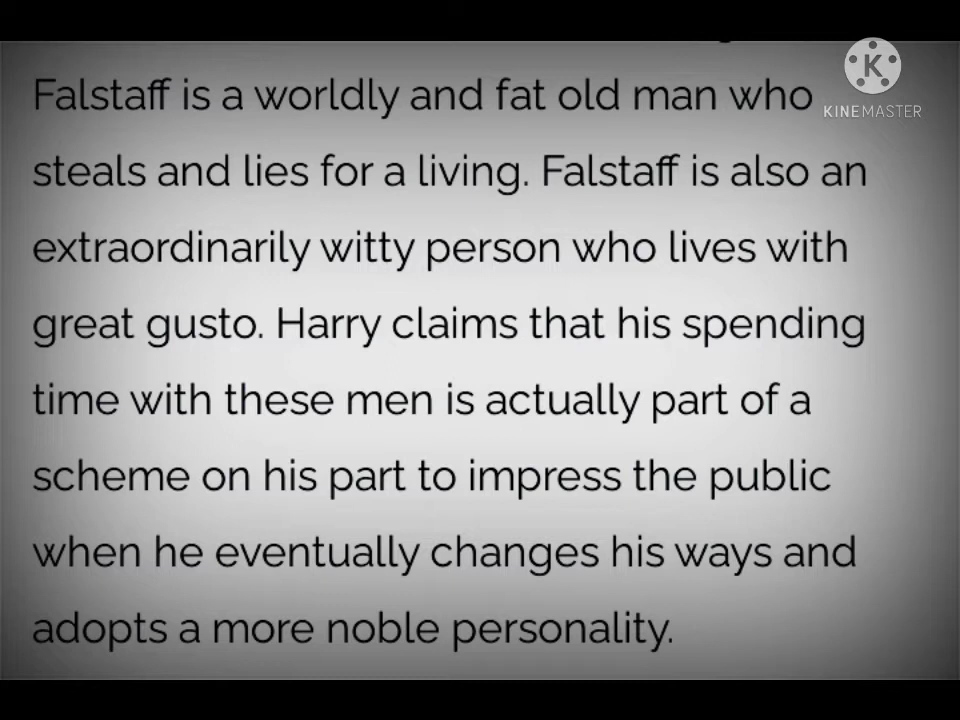 Falstaff is a worldly and fat old man who
steals and lies for a living. Falstaff is also an
extraordinarily witty person who lives with
great gusto. Harry claims that his spending
time with these men is actually part of a
scheme on his part to impress the public
when he eventually changes his ways and
adopts a more noble personality.
K
KINEMASTER